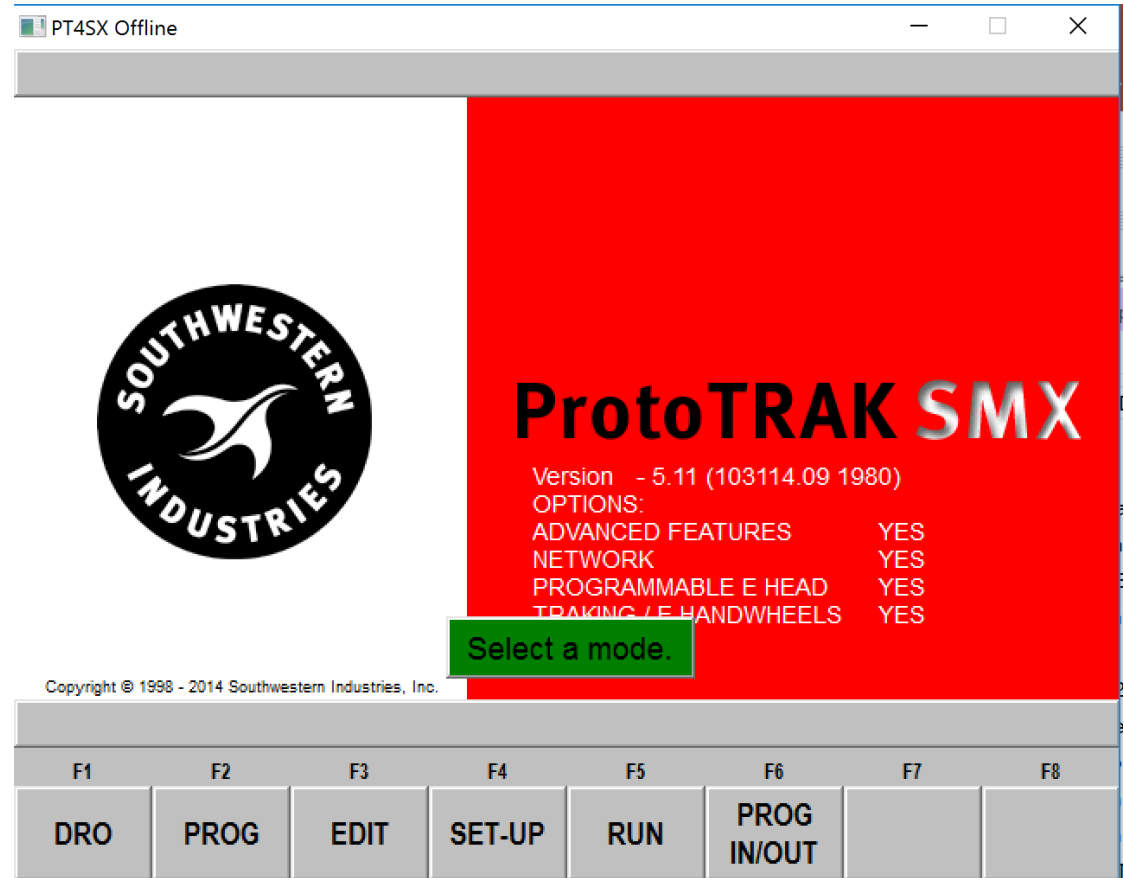 PT4SX Offline
SOUTHWESTERN
INDUSTRIES
ProtoTRAK SMX
Version - 5.11 (103114.09 1980)
OPTIONS:
ADVANCED FEATURES YES
NETWORK YES
PROGRAMMABLE E HEAD YES
TRAKING / E HANDWHEELS YES
Select a mode.
Copyright © 1998 - 2014 Southwestern Industries, Inc.
F1 F2 F3 F4 F5 F6 F7 F8
DRO PROG EDIT SET-UP RUN PROG
IN/OUT